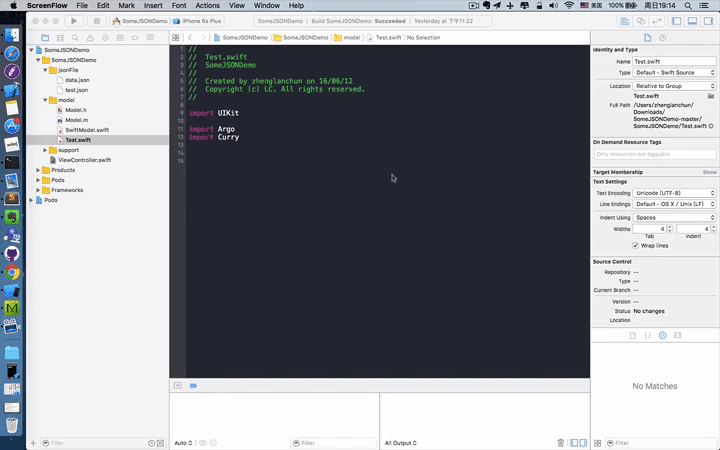 ScreenFlow File Edit Mark Insert Font Actions Arrange View Window Help 美国 100% 周日19:14
SomeJSONDemo iPhone 6s Plus SomeJSONDemo Build SomeJSONDemo: Succeeded Yesterday at 下午11:22
SomeJSONDemo
SomeJSONDemo
jsonFile
data.json
test.json
model
Model.h
Model.m
SwiftModel.swift
Test.swift
support
ViewController.swift
Products
Pods
Frameworks
Pods
Filter
SomeJSONDemo SomeJSONDemo model Test.swift No Selection
1 //
2 // Test.swift
3 // SomeJSONDemo
4 //
5 // Created by zhenglanchun on 16/06/12
6 // Copyright (c) LC. All rights reserved.
7 //
8
9 import UIKit
10
11 import Argo
12 import Curry
13
14
15
16
Auto
Filter
All Output
Filter
Identity and Type
Name Test.swift
Type Default - Swift Source
Location Relative to Group
Test.swift
Full Path /Users/zhenglanchun/
Downloads/
SomeJSONDemo-master/
SomeJSONDemo/Test.swift
On Demand Resource Tags
Only resources are taggable
Target Membership Show
Text Settings
Text Encoding Unicode (UTF-8)
Line Endings Default - OS X / Unix (LF)
Indent Using Spaces
Widths 4 4
Tab Indent
Wrap lines
Source Control
Repository --
Type --
Current Branch --
Version --
Status No changes
Location
No Matches
Filter